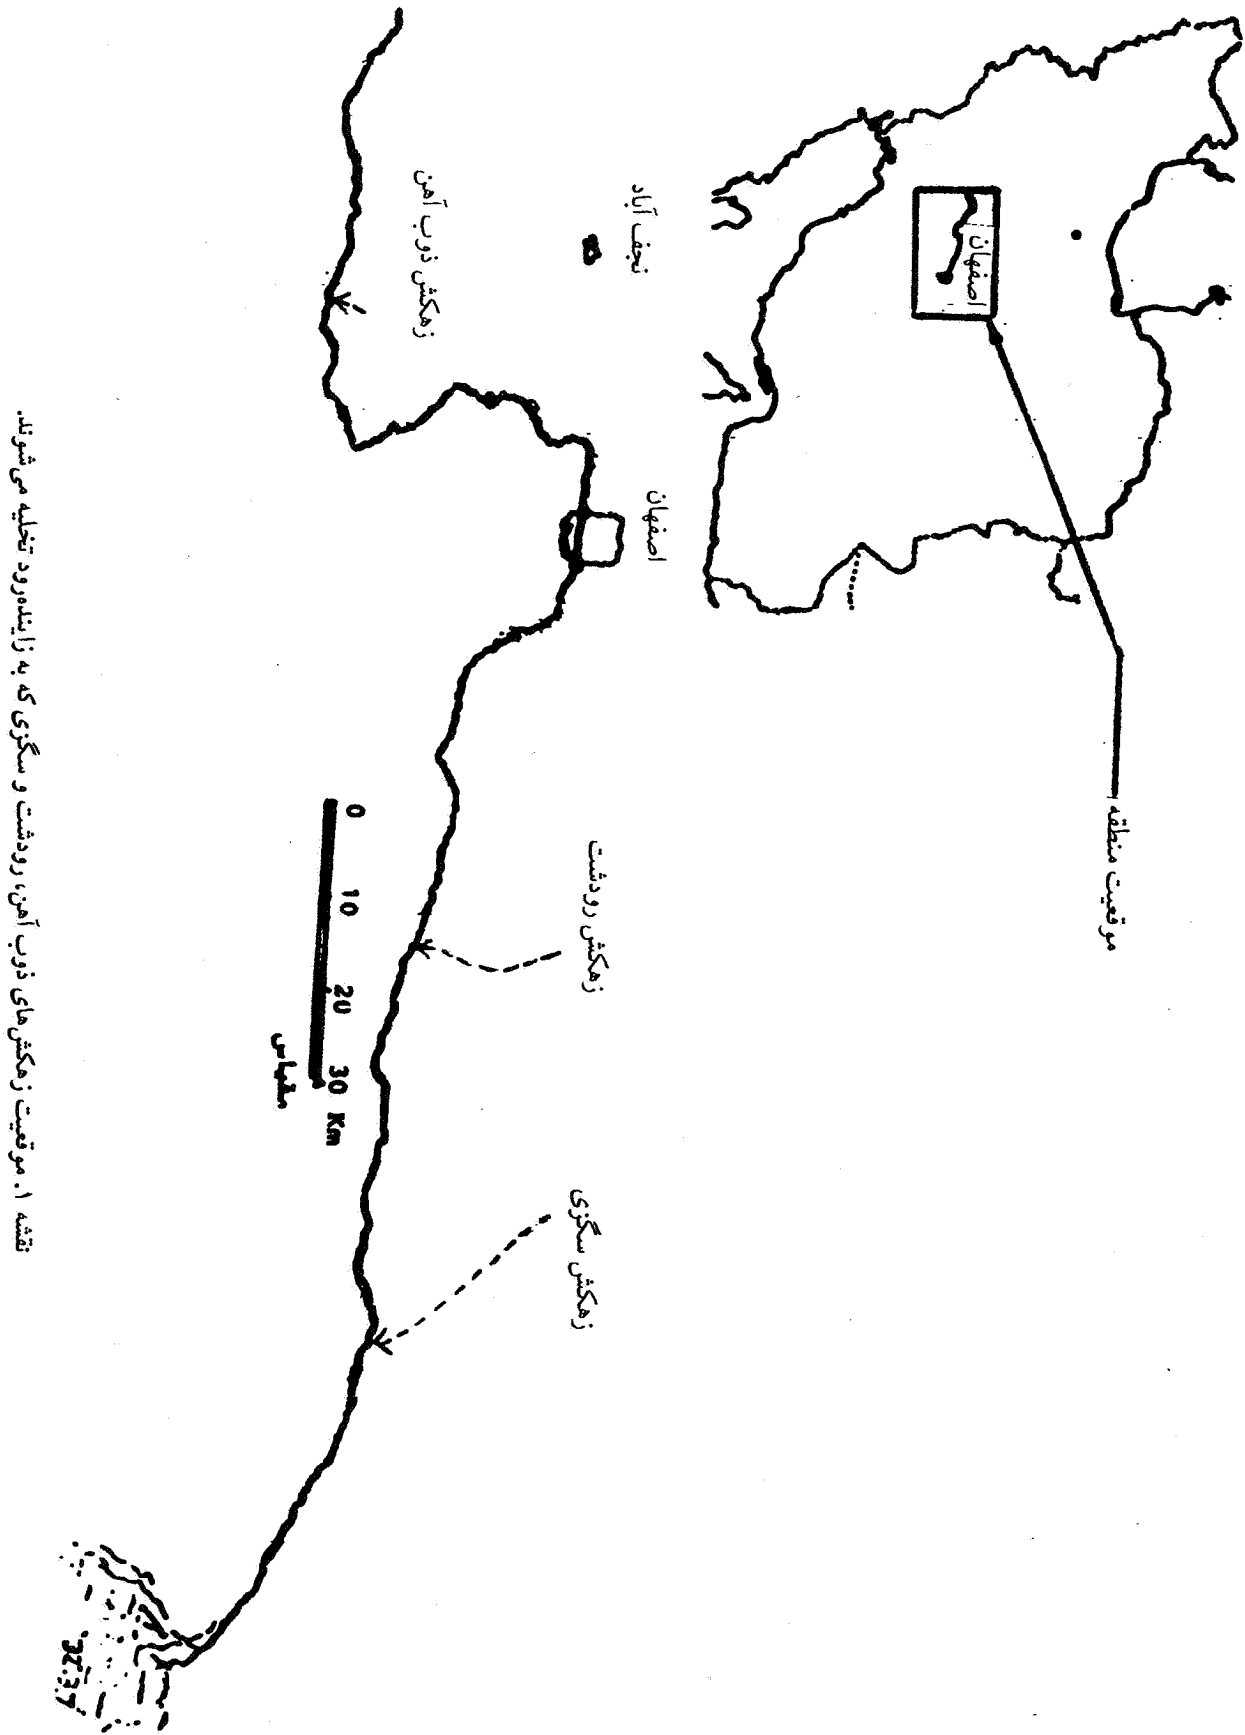 موقعیت منطقه
اصفهان
نجف آباد
اصفهان
زهکش ذوب آهن
زهکش رودشت
زهکش سگزی
0 10 20 30 Km
مقیاس
نقشه ۱. موقعیت زهکش‌های ذوب آهن، رودشت و سگزی که به زاینده‌رود تخلیه می‌شوند.